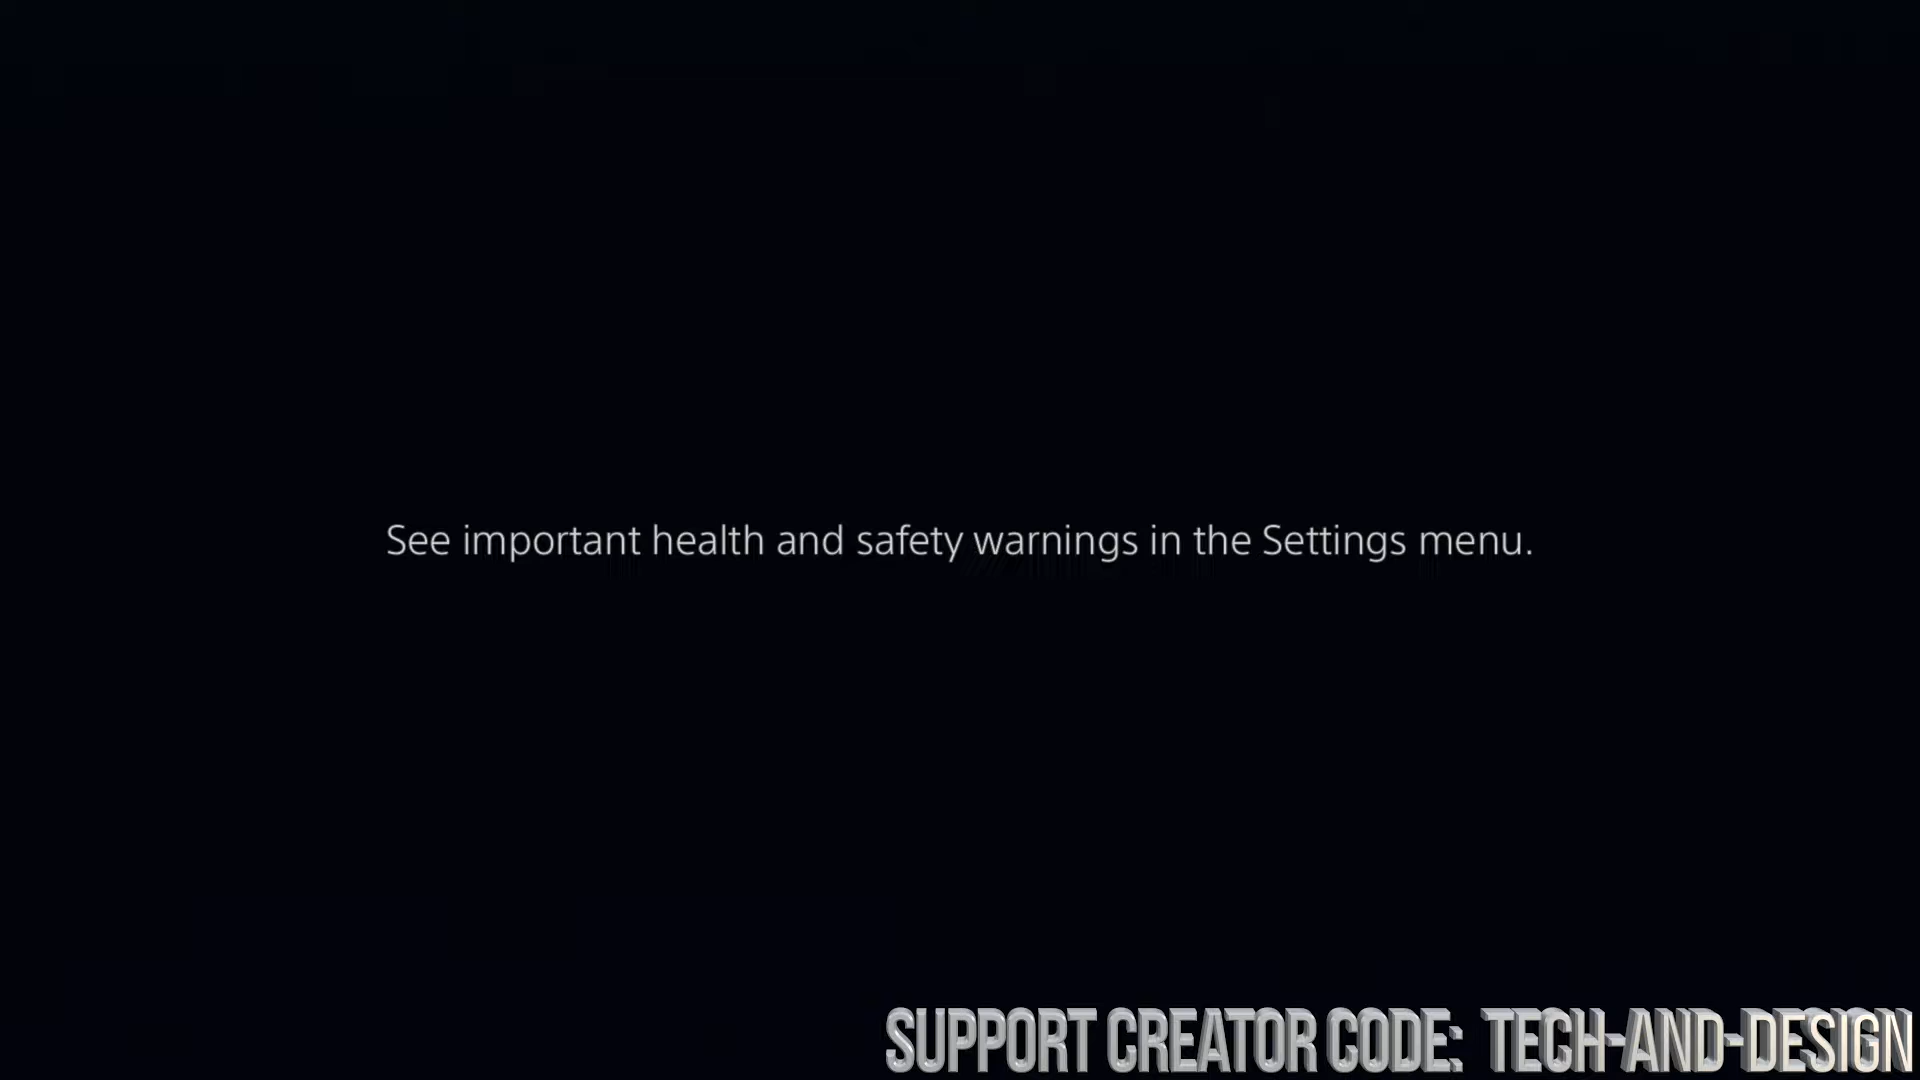 See important health and safety warnings in the Settings menu.
SUPPORT CREATOR CODE: TECH-AND-DESIGN